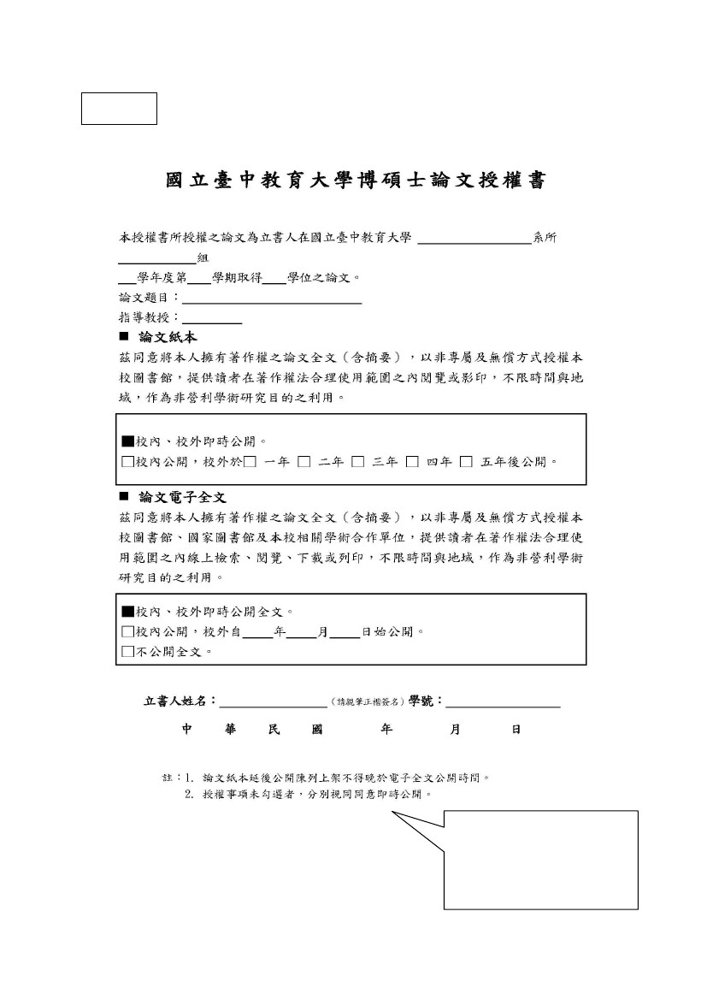 國立臺中教育大學博碩士論文授權書
本授權書所授權之論文為立書人在國立臺中教育大學 ____________系所
________組
__學年度第__學期取得__學位之論文。
論文題目：____________________
指導教授：______
■ 論文紙本
茲同意將本人擁有著作權之論文全文（含摘要），以非專屬及無償方式授權本
校圖書館，提供讀者在著作權法合理使用範圍之內閱覽或影印，不限時間與地
域，作為非營利學術研究目的之利用。
■校內、校外即時公開。
□校內公開，校外於□ 一年 □ 二年 □ 三年 □ 四年 □ 五年後公開。
■ 論文電子全文
茲同意將本人擁有著作權之論文全文（含摘要），以非專屬及無償方式授權本
校圖書館、國家圖書館及本校相關學術合作單位，提供讀者在著作權法合理使
用範圍之內線上檢索、閱覽、下載或列印，不限時間與地域，作為非營利學術
研究目的之利用。
■校內、校外即時公開全文。
□校內公開，校外自___年___月___日始公開。
□不公開全文。
立書人姓名：____________（請親筆正楷簽名）學號：____________
中 華 民 國 年 月 日
註：1. 論文紙本延後公開陳列上架不得晚於電子全文公開時間。
2. 授權事項未勾選者，分別視同同意即時公開。